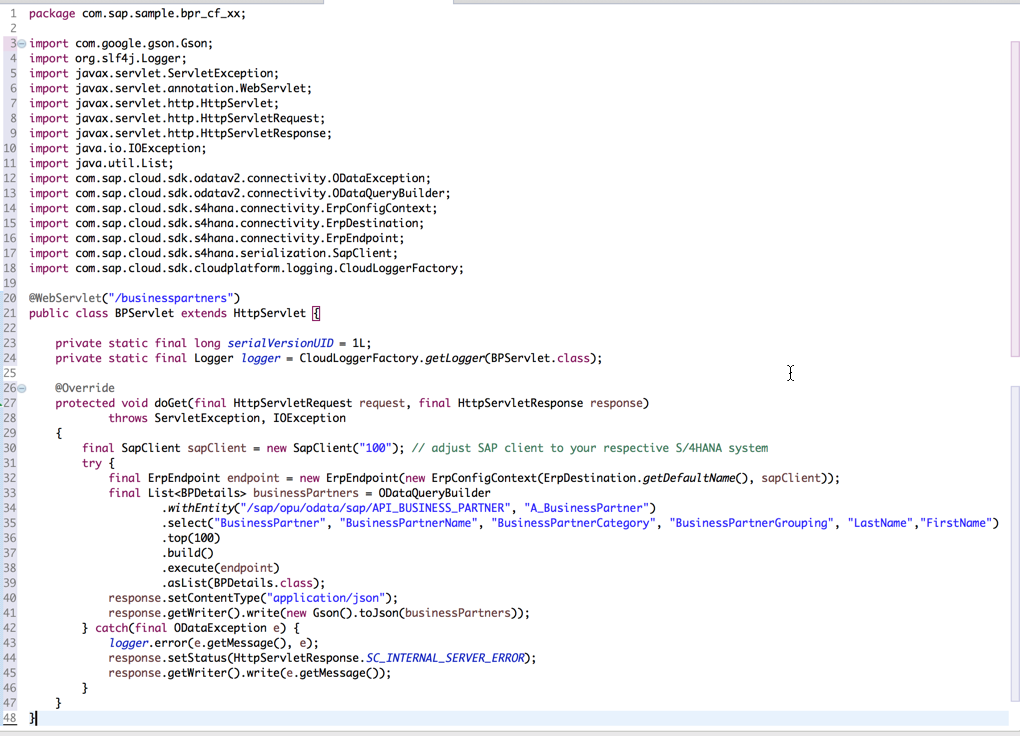 1 package com.sap.sample.bpr_cf_xx;
2
3 import com.google.gson.Gson;
4 import org.slf4j.Logger;
5 import javax.servlet.ServletException;
6 import javax.servlet.annotation.WebServlet;
7 import javax.servlet.http.HttpServlet;
8 import javax.servlet.http.HttpServletRequest;
9 import javax.servlet.http.HttpServletResponse;
10 import java.io.IOException;
11 import java.util.List;
12 import com.sap.cloud.sdk.odatav2.connectivity.ODataException;
13 import com.sap.cloud.sdk.odatav2.connectivity.ODataQueryBuilder;
14 import com.sap.cloud.sdk.s4hana.connectivity.ErpConfigContext;
15 import com.sap.cloud.sdk.s4hana.connectivity.ErpDestination;
16 import com.sap.cloud.sdk.s4hana.connectivity.ErpEndpoint;
17 import com.sap.cloud.sdk.s4hana.serialization.SapClient;
18 import com.sap.cloud.sdk.cloudplatform.logging.CloudLoggerFactory;
19
20 @WebServlet("/businesspartners")
21 public class BPServlet extends HttpServlet {
22
23     private static final long serialVersionUID = 1L;
24     private static final Logger logger = CloudLoggerFactory.getLogger(BPServlet.class);
25
26     @Override
27     protected void doGet(final HttpServletRequest request, final HttpServletResponse response)
28             throws ServletException, IOException
29     {
30         final SapClient sapClient = new SapClient("100"); // adjust SAP client to your respective S/4HANA system
31         try {
32             final ErpEndpoint endpoint = new ErpEndpoint(new ErpConfigContext(ErpDestination.getDefaultName(), sapClient));
33             final List<BPDetails> businessPartners = ODataQueryBuilder
34                     .withEntity("/sap/opu/odata/sap/API_BUSINESS_PARTNER", "A_BusinessPartner")
35                     .select("BusinessPartner", "BusinessPartnerName", "BusinessPartnerCategory", "BusinessPartnerGrouping", "LastName","FirstName")
36                     .top(100)
37                     .build()
38                     .execute(endpoint)
39                     .asList(BPDetails.class);
40             response.setContentType("application/json");
41             response.getWriter().write(new Gson().toJson(businessPartners));
42         } catch(final ODataException e) {
43             logger.error(e.getMessage(), e);
44             response.setStatus(HttpServletResponse.SC_INTERNAL_SERVER_ERROR);
45             response.getWriter().write(e.getMessage());
46         }
47     }
48 }